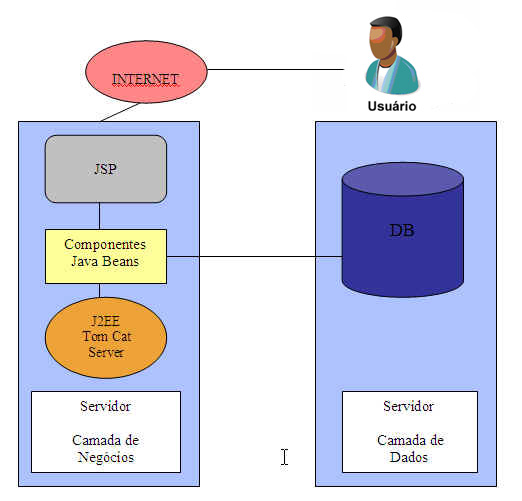 INTERNET
Usuário
JSP
Componentes
Java Beans
J2EE
Tom Cat
Server
Servidor
Camada de
Negócios
DB
Servidor
Camada de
Dados